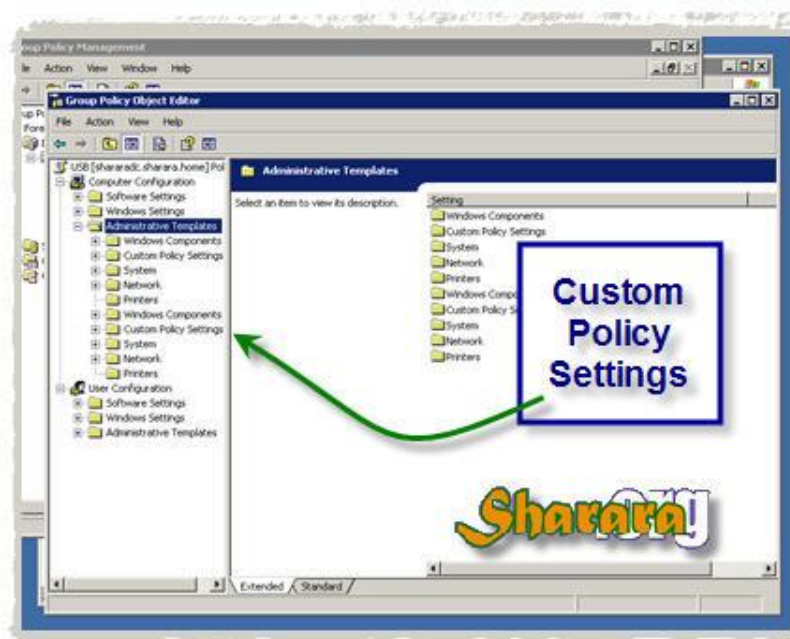 oup Policy Management
le Action View Window Help
Group Policy Object Editor
File Action View Help
USB [shararadc.sharara.home] Pol
Computer Configuration
Software Settings
Windows Settings
Administrative Templates
Windows Components
Custom Policy Settings
System
Network
Printers
Windows Components
Custom Policy Settings
System
Network
Printers
User Configuration
Software Settings
Windows Settings
Administrative Templates
Administrative Templates
Select an item to view its description.
Setting
Windows Components
Custom Policy Settings
System
Network
Printers
Windows Compo
Custom Policy S
System
Network
Printers
Custom
Policy
Settings
Sharara.org
Extended Standard